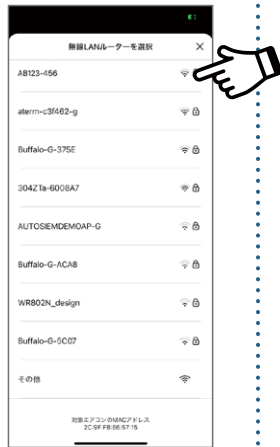 無線LANルーターを選択
AB123-456
aterm-c3f462-g
Buffalo-G-375E
304ZTa-6008A7
AUTOSIEMDEMOAP-G
Buffalo-G-ACA8
WR802N_design
Buffalo-G-5C07
その他
対象エアコンのMACアドレス
2C:9F:FB:66:57:15